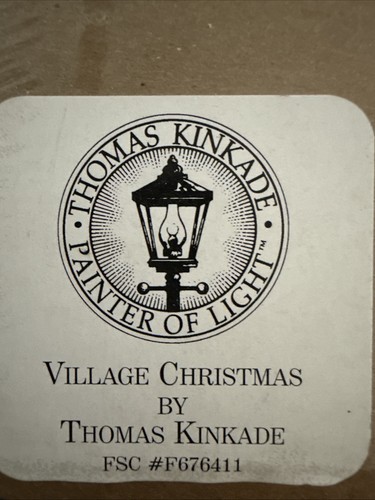 THOMAS KINKADE
PAINTER OF LIGHT™
VILLAGE CHRISTMAS
BY
THOMAS KINKADE
FSC #F676411